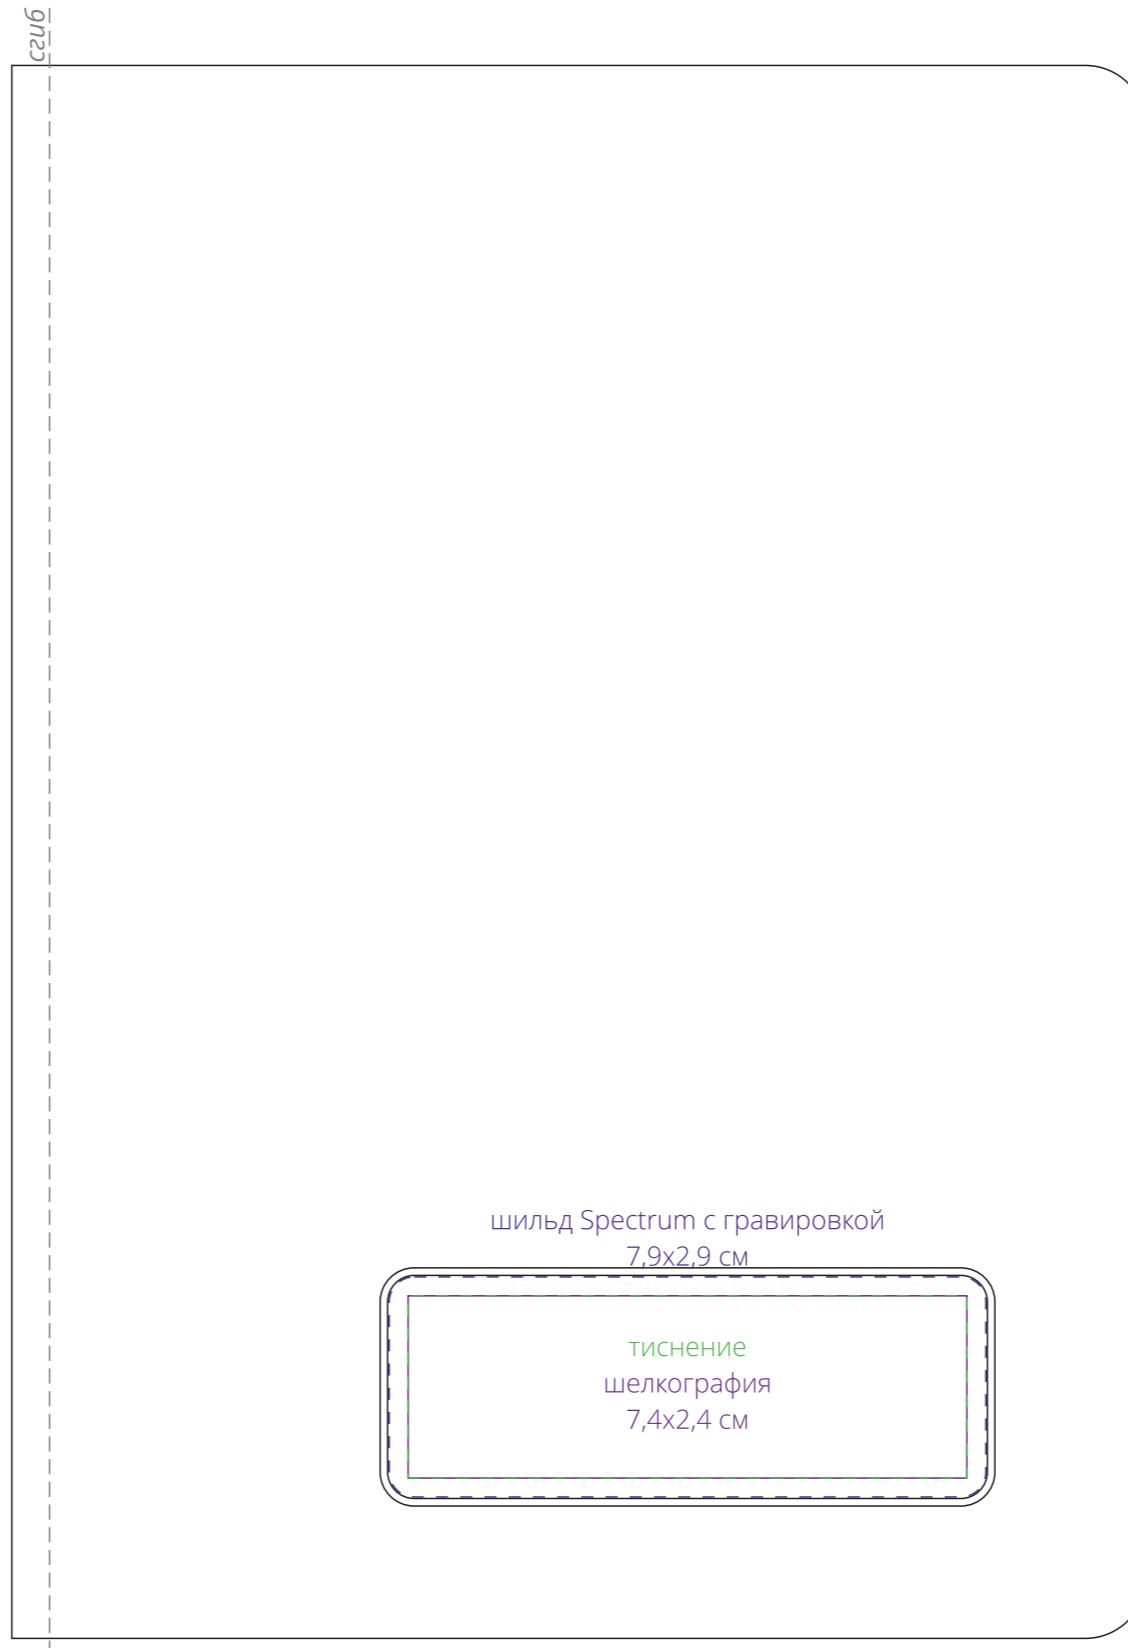 сгиб
шильд Spectrum с гравировкой
7,9x2,9 см
тиснение
шелкография
7,4x2,4 см